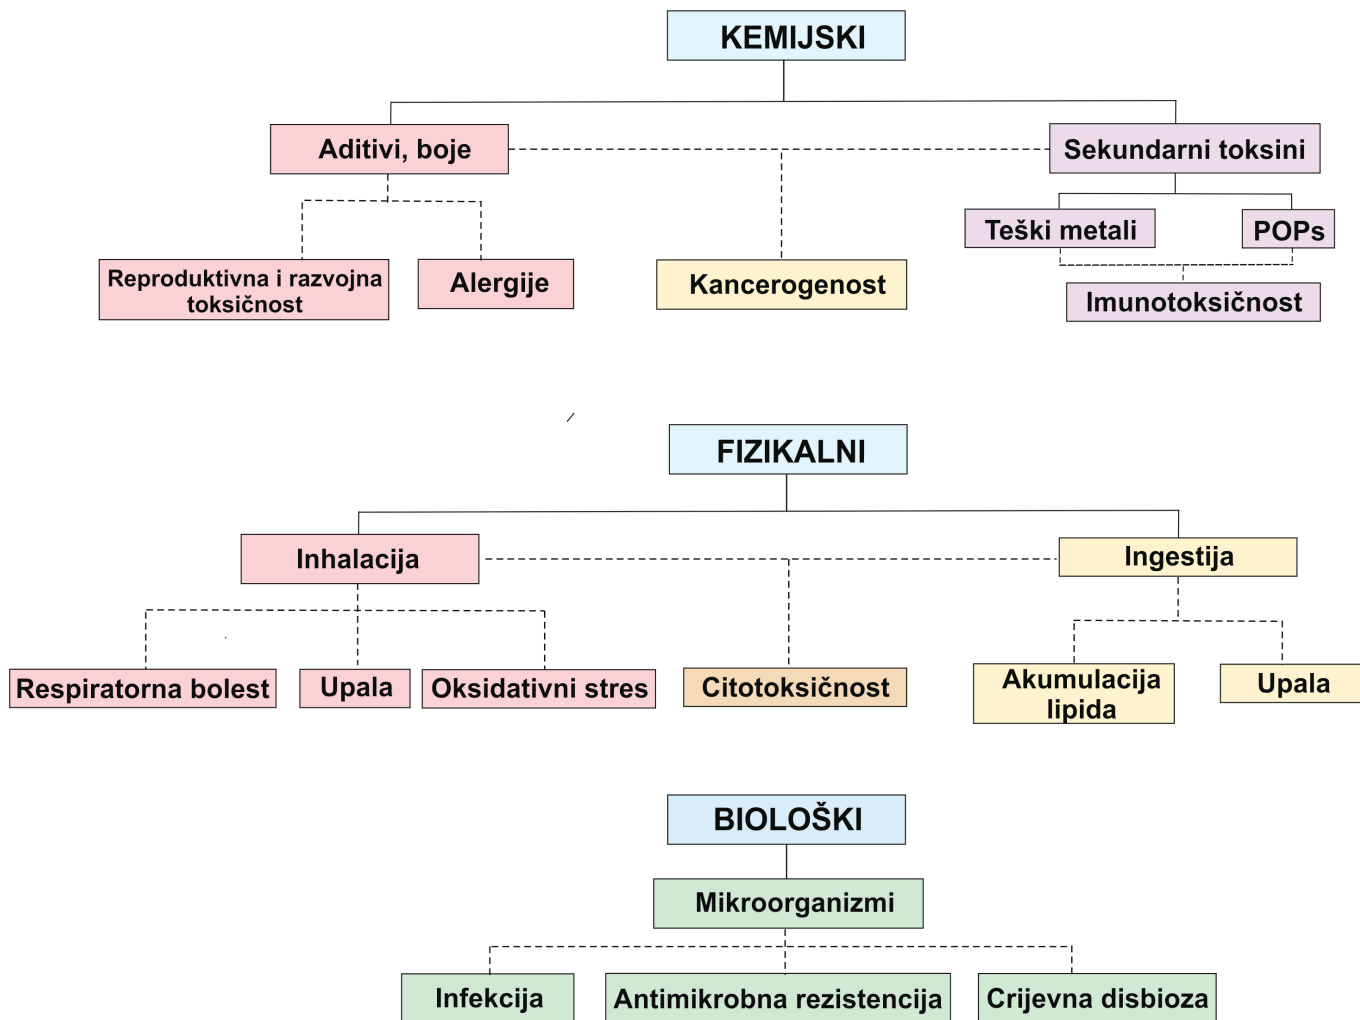 KEMIJSKI
Aditivi, boje
Sekundarni toksini
Teški metali
POPs
Reproduktivna i razvojna
toksičnost
Alergije
Kancerogenost
Imunotoksičnost
FIZIKALNI
Inhalacija
Ingestija
Respiratorna bolest
Upala
Oksidativni stres
Citotoksičnost
Akumulacija
lipida
Upala
BIOLOŠKI
Mikroorganizmi
Infekcija
Antimikrobna rezistencija
Crijevna disbioza